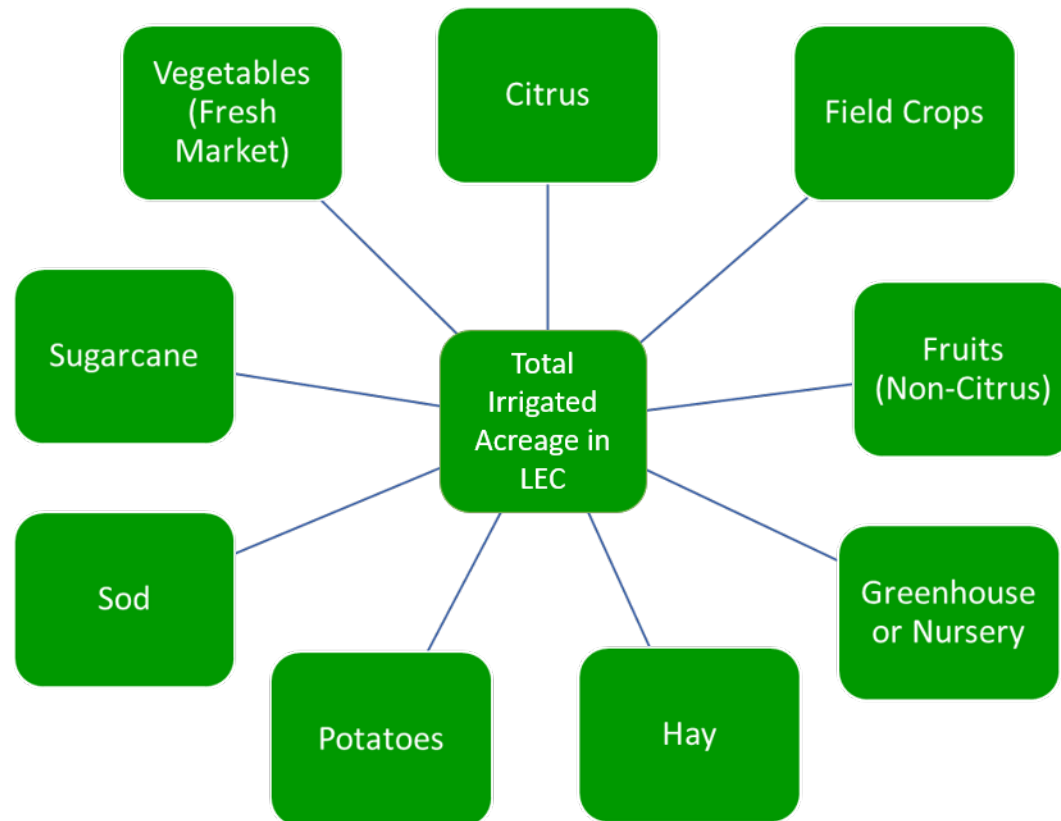 Vegetables
(Fresh
Market)
Citrus
Field Crops
Sugarcane
Total
Irrigated
Acreage in
LEC
Fruits
(Non-Citrus)
Sod
Greenhouse
or Nursery
Potatoes
Hay